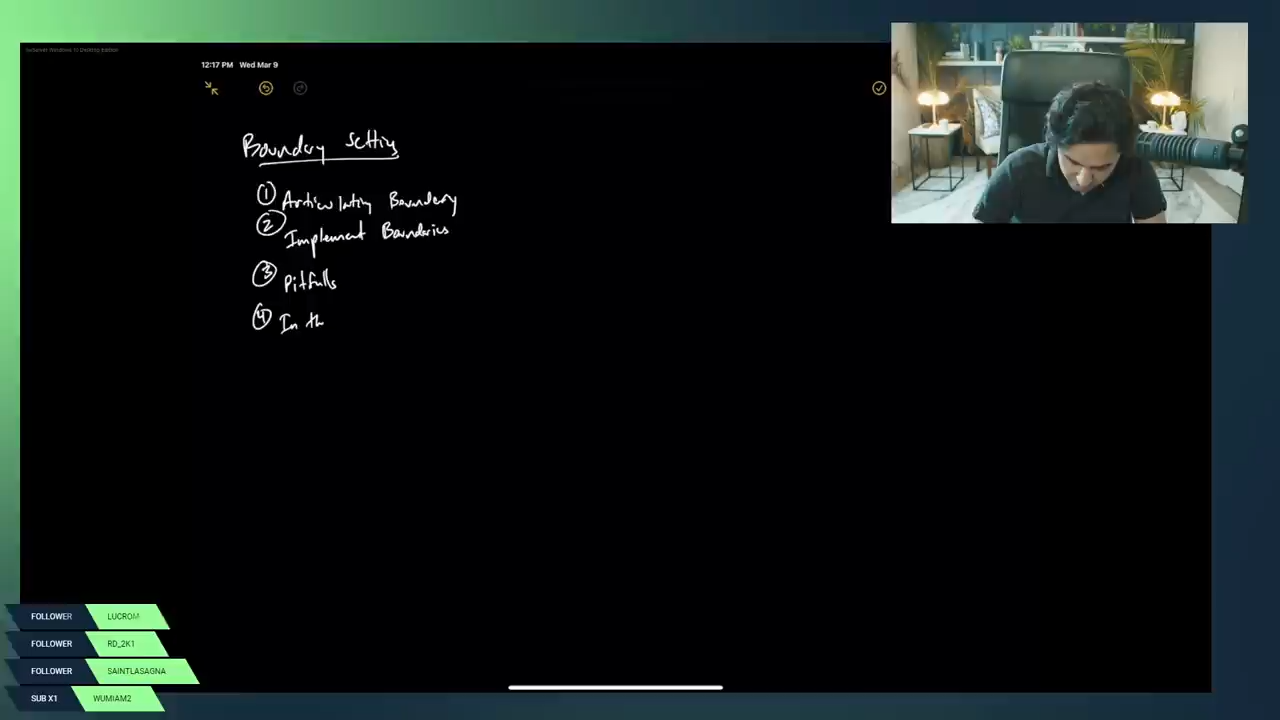 12:17 PM Wed Mar 9
Boundary Setting
① Articulating Boundary
② Implement Boundaries
③ Pitfalls
④ In th
FOLLOWER LUCROM
FOLLOWER RD_2K1
FOLLOWER SAINTLASAGNA
SUB X1 WUMIAM2